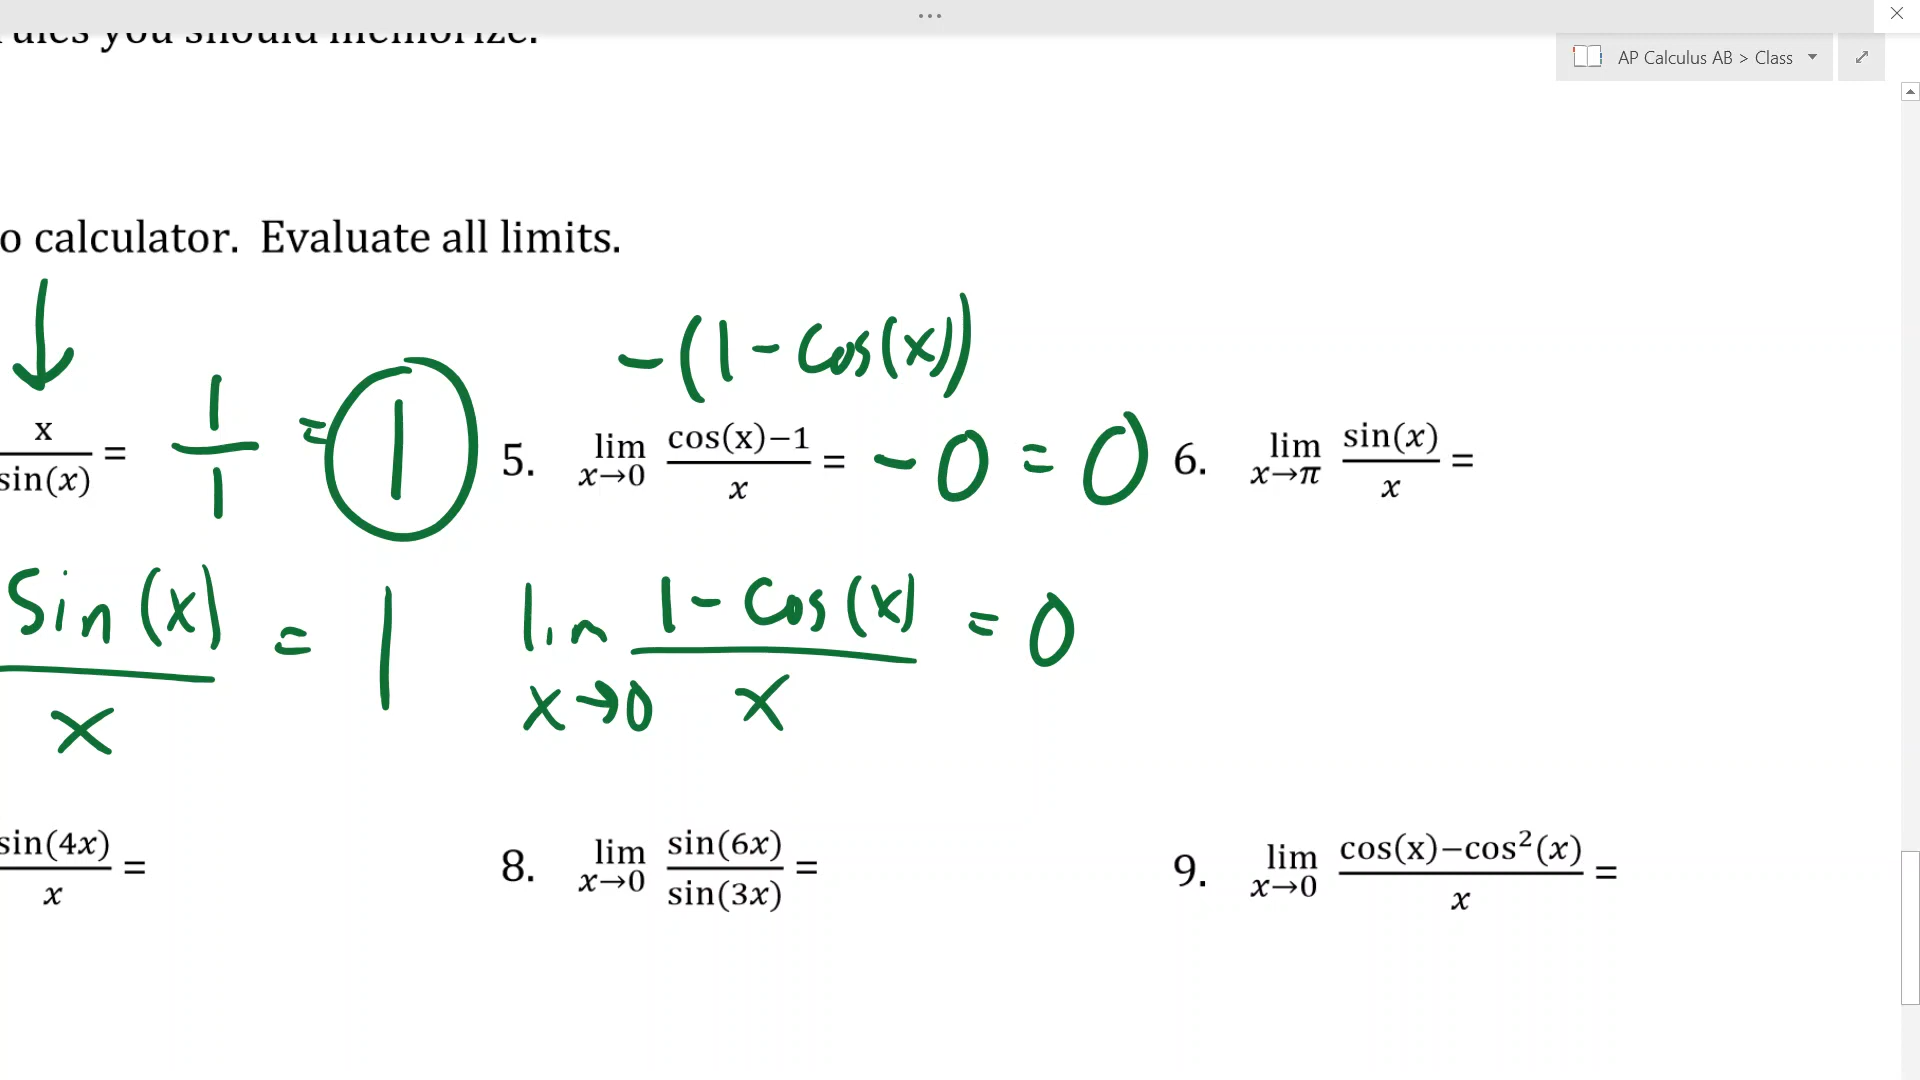 ...
rules you should memorize.
AP Calculus AB > Class
o calculator. Evaluate all limits.
-(1-cos(x))
x/sin(x) = 1/1 = 1
5. lim x→0 cos(x)−1/x = -0 = 0
6. lim x→π sin(x)/x =
sin(x)/x = 1
lim x→0 1-cos(x)/x = 0
sin(4x)/x =
8. lim x→0 sin(6x)/sin(3x) =
9. lim x→0 cos(x)−cos²(x)/x =